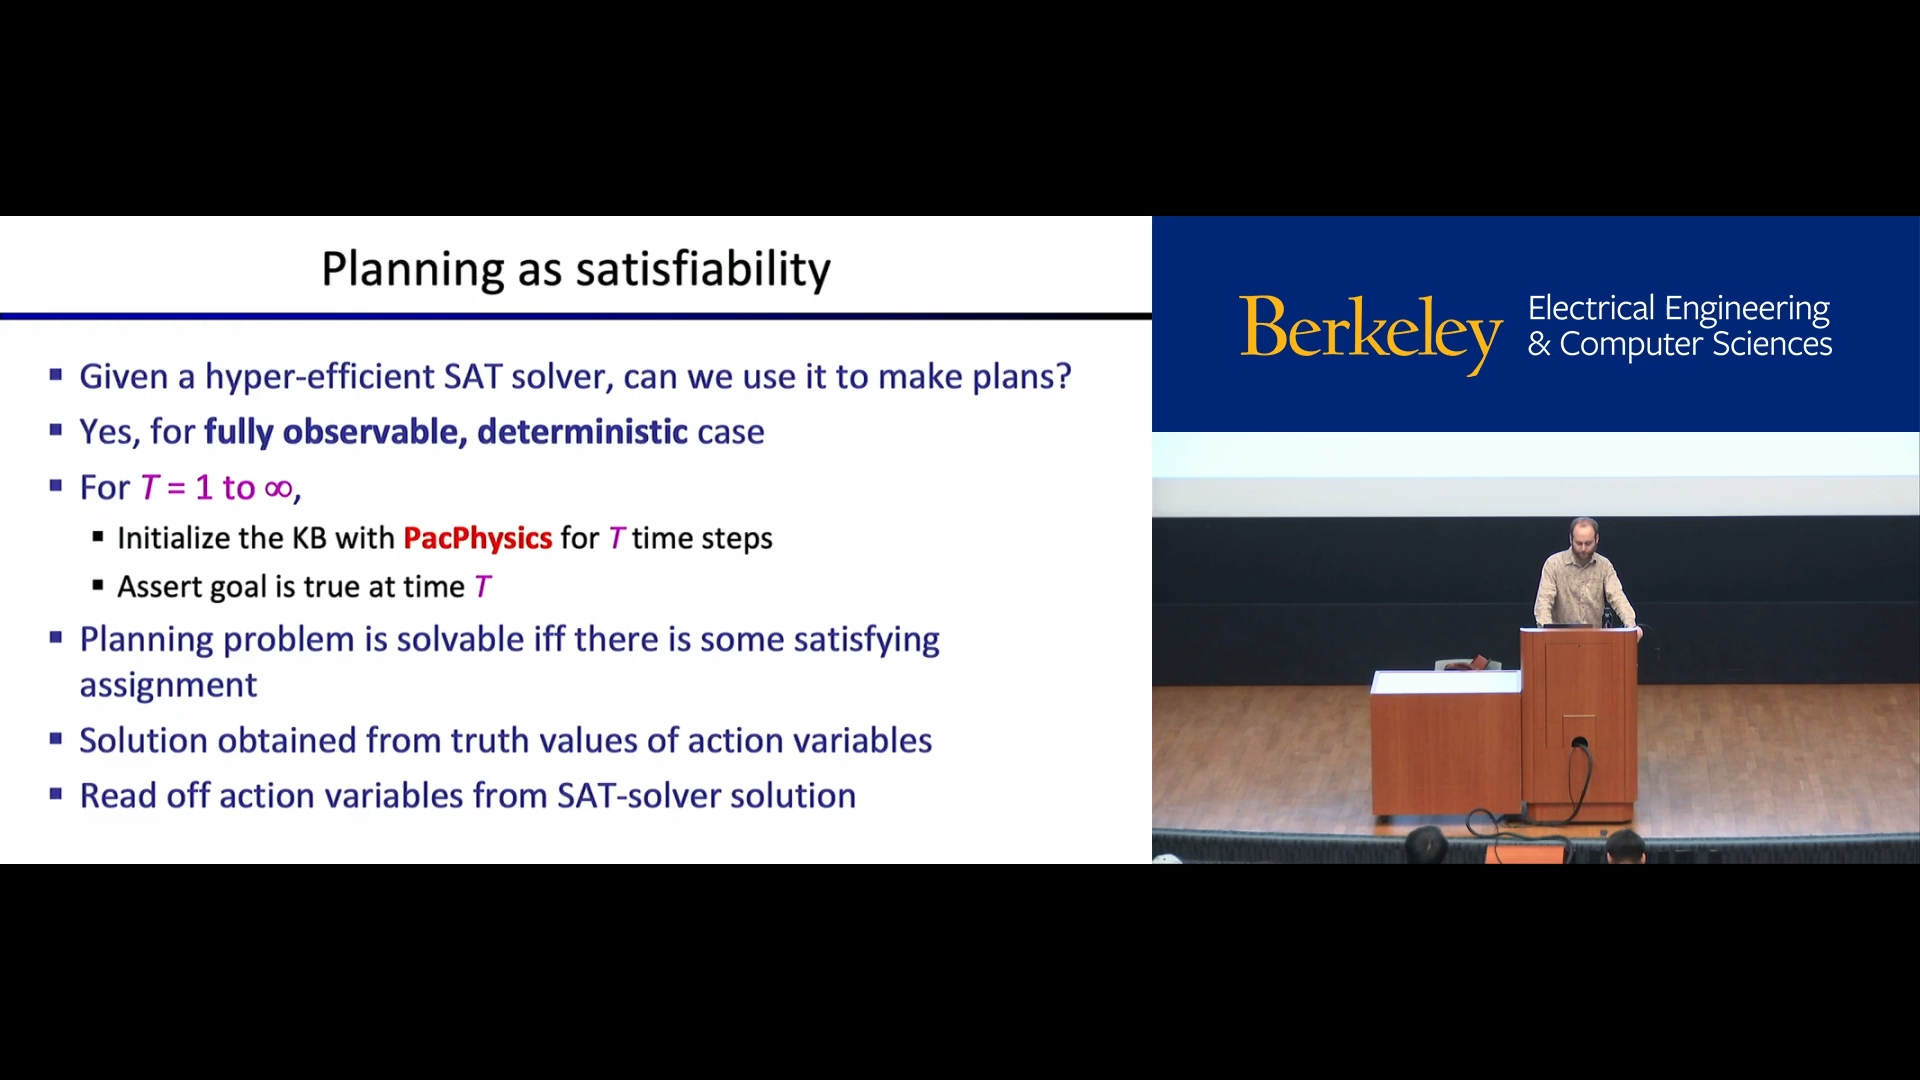 Planning as satisfiability
▪ Given a hyper-efficient SAT solver, can we use it to make plans?
▪ Yes, for fully observable, deterministic case
▪ For T = 1 to ∞,
▪ Initialize the KB with PacPhysics for T time steps
▪ Assert goal is true at time T
▪ Planning problem is solvable iff there is some satisfying
assignment
▪ Solution obtained from truth values of action variables
▪ Read off action variables from SAT-solver solution
Berkeley
Electrical Engineering
& Computer Sciences